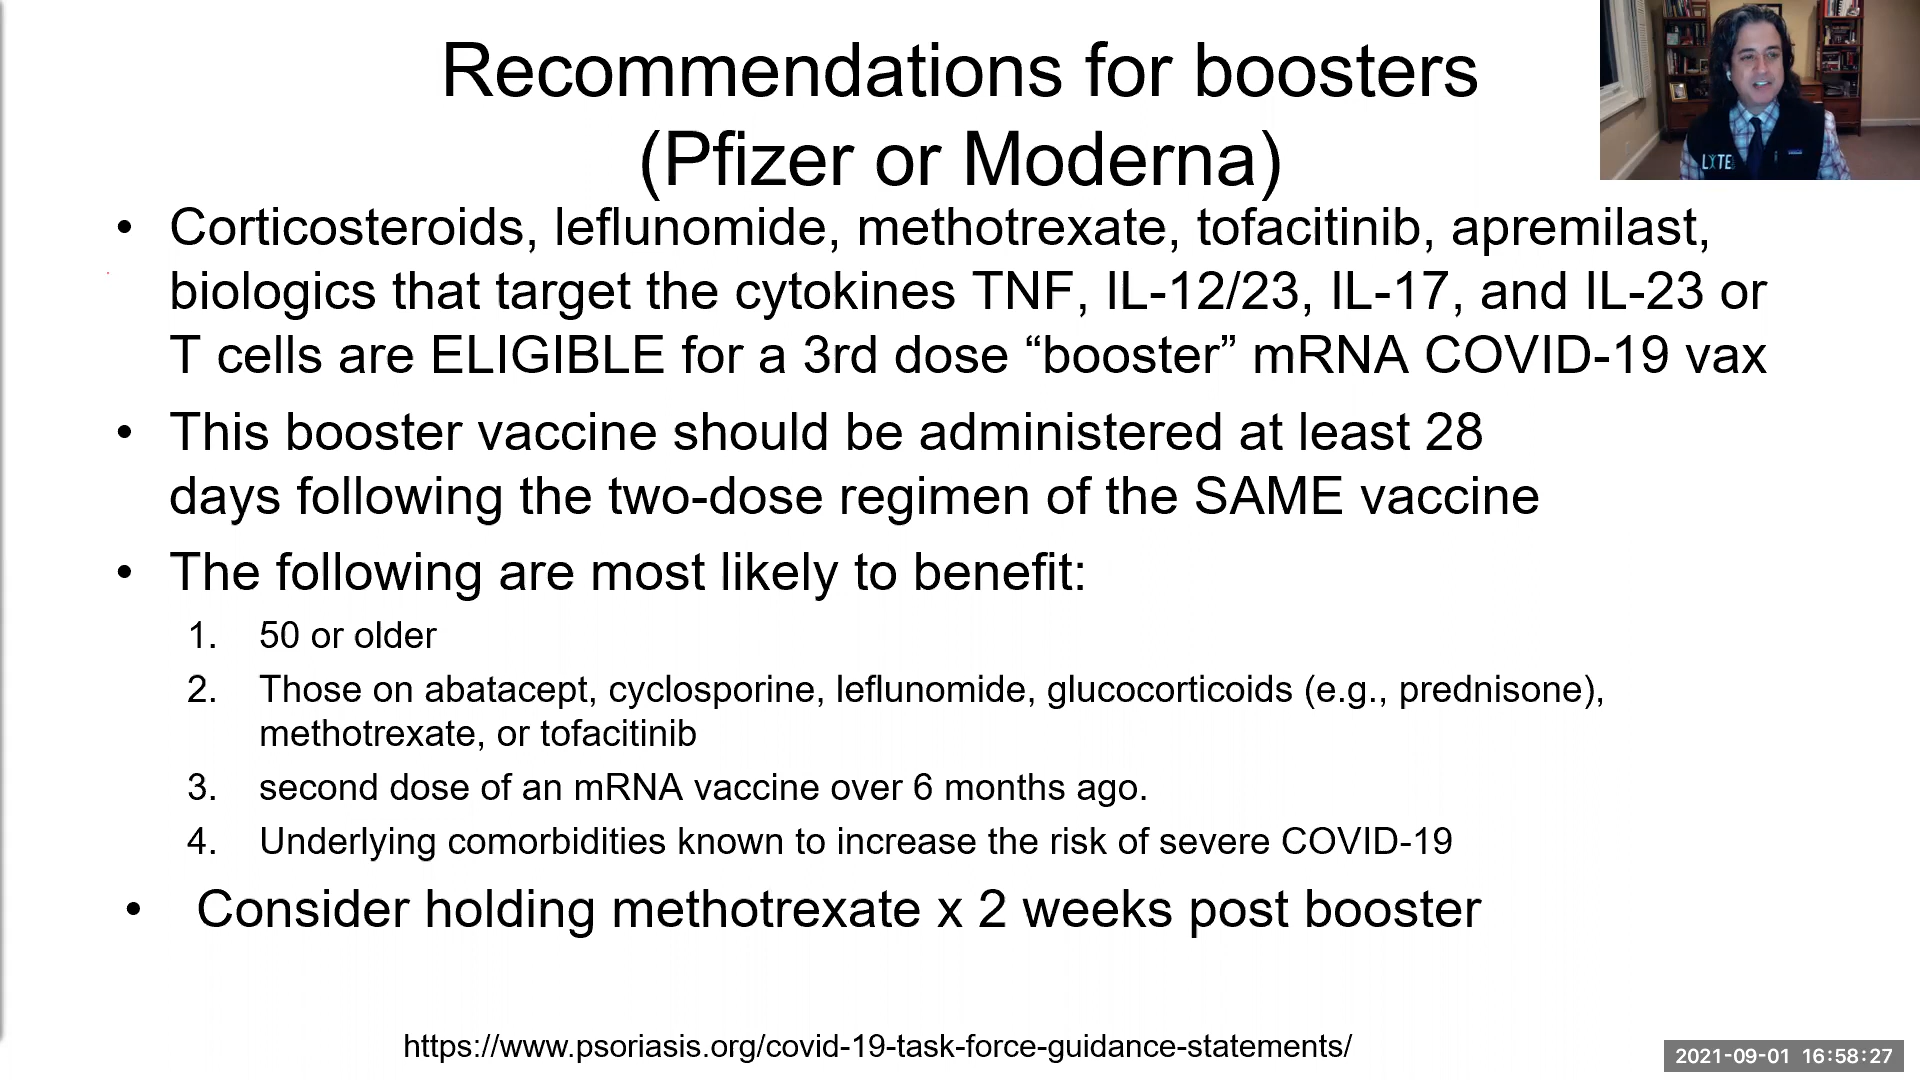 Recommendations for boosters
(Pfizer or Moderna)
LITE
• Corticosteroids, leflunomide, methotrexate, tofacitinib, apremilast,
biologics that target the cytokines TNF, IL-12/23, IL-17, and IL-23 or
T cells are ELIGIBLE for a 3rd dose “booster” mRNA COVID-19 vax
• This booster vaccine should be administered at least 28
days following the two-dose regimen of the SAME vaccine
• The following are most likely to benefit:
1. 50 or older
2. Those on abatacept, cyclosporine, leflunomide, glucocorticoids (e.g., prednisone),
methotrexate, or tofacitinib
3. second dose of an mRNA vaccine over 6 months ago.
4. Underlying comorbidities known to increase the risk of severe COVID-19
• Consider holding methotrexate x 2 weeks post booster
https://www.psoriasis.org/covid-19-task-force-guidance-statements/
2021-09-01 16:58:27